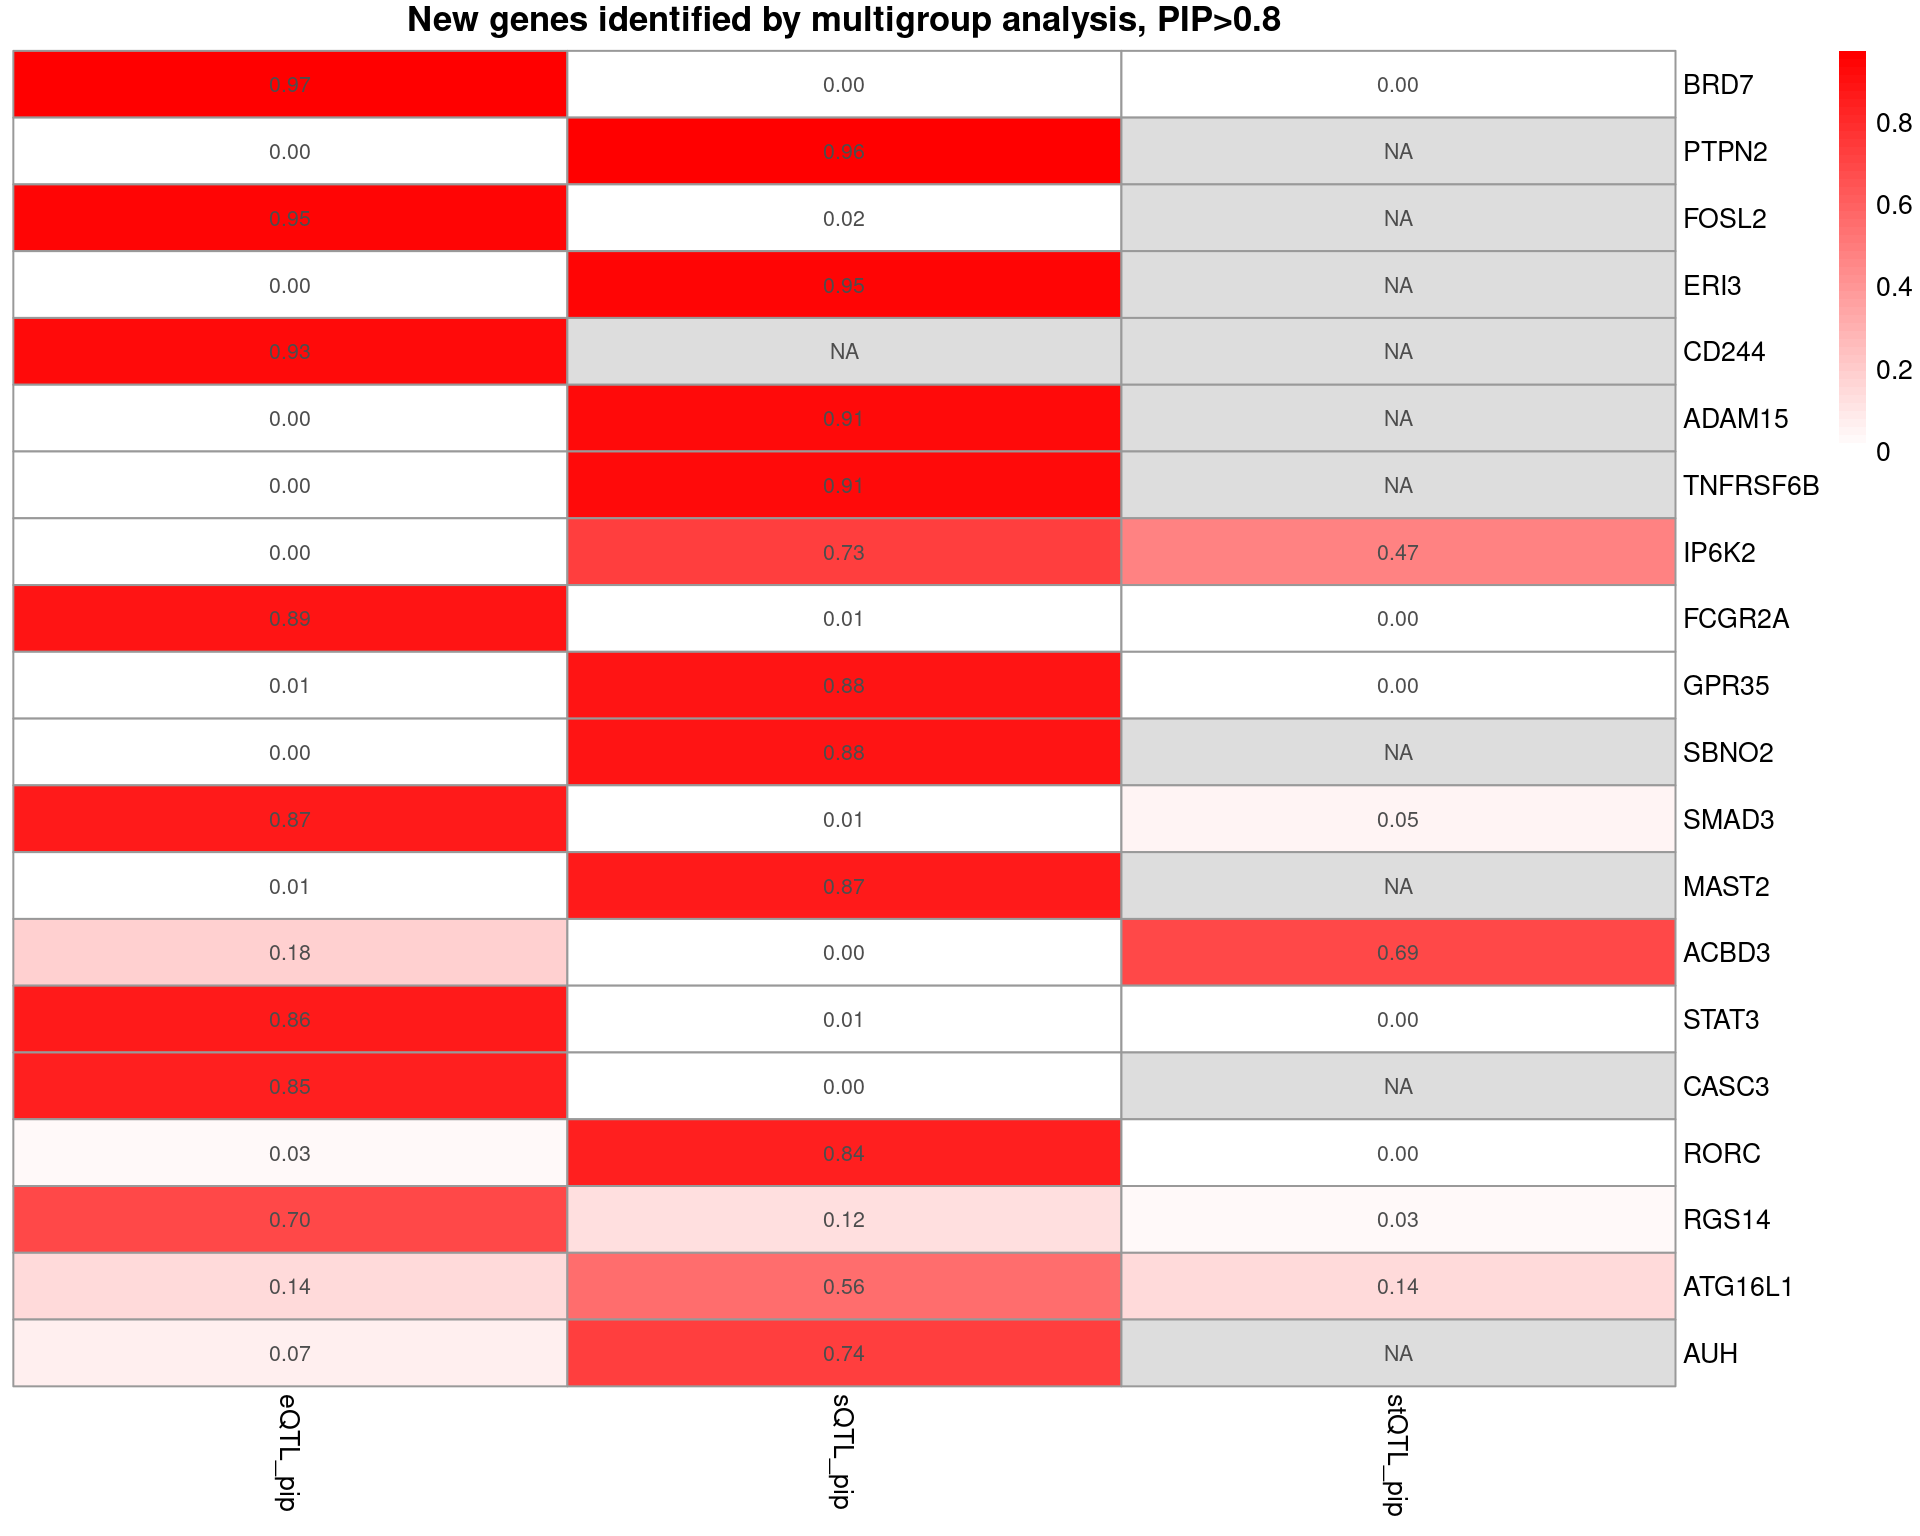 New genes identified by multigroup analysis, PIP>0.8
0.97 0.00 0.00 BRD7
0.00 0.96 NA PTPN2
0.95 0.02 NA FOSL2
0.00 0.95 NA ERI3
0.93 NA NA CD244
0.00 0.91 NA ADAM15
0.00 0.91 NA TNFRSF6B
0.00 0.73 0.47 IP6K2
0.89 0.01 0.00 FCGR2A
0.01 0.88 0.00 GPR35
0.00 0.88 NA SBNO2
0.87 0.01 0.05 SMAD3
0.01 0.87 NA MAST2
0.18 0.00 0.69 ACBD3
0.86 0.01 0.00 STAT3
0.85 0.00 NA CASC3
0.03 0.84 0.00 RORC
0.70 0.12 0.03 RGS14
0.14 0.56 0.14 ATG16L1
0.07 0.74 NA AUH
eQTL_pip sQTL_pip stQTL_pip
0.8
0.6
0.4
0.2
0